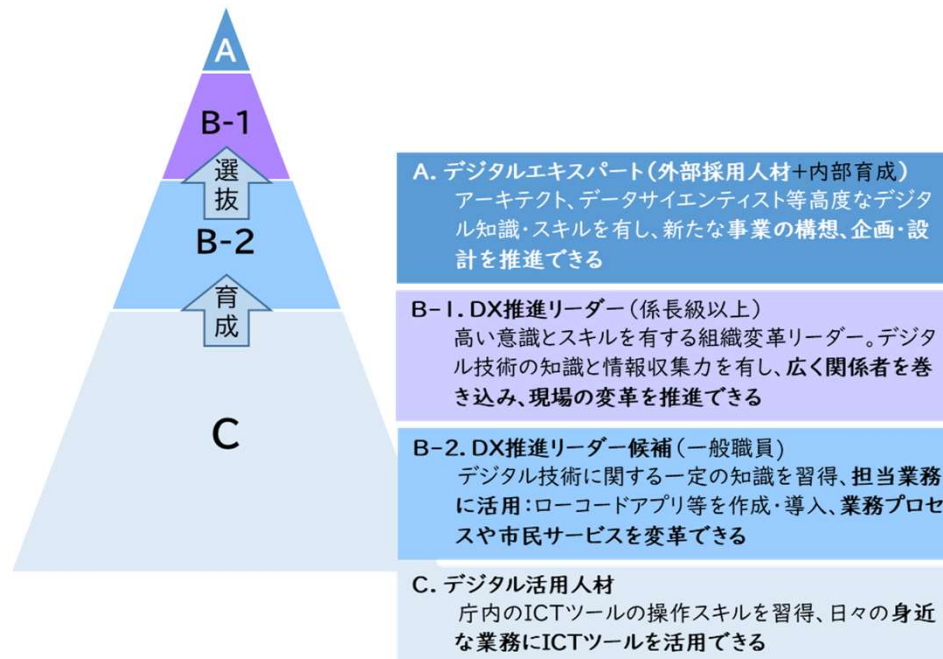 A
B-1
選
抜
B-2
育
成
C
A. デジタルエキスパート(外部採用人材+内部育成)
アーキテクト、データサイエンティスト等高度なデジタ
ル知識・スキルを有し、新たな事業の構想、企画・設
計を推進できる
B-1. DX推進リーダー(係長級以上)
高い意識とスキルを有する組織変革リーダー。デジタ
ル技術の知識と情報収集力を有し、広く関係者を巻
き込み、現場の変革を推進できる
B-2. DX推進リーダー候補(一般職員)
デジタル技術に関する一定の知識を習得、担当業務
に活用:ローコードアプリ等を作成・導入、業務プロセ
スや市民サービスを変革できる
C. デジタル活用人材
庁内のICTツールの操作スキルを習得、日々の身近
な業務にICTツールを活用できる